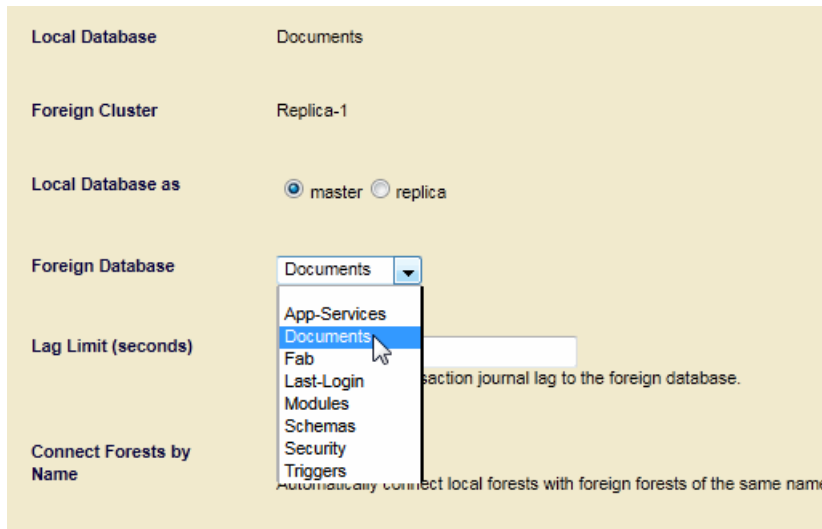 Local Database Documents
Foreign Cluster Replica-1
Local Database as master replica
Foreign Database Documents
App-Services
Documents
Lag Limit (seconds)
Fab
Last-Login
saction journal lag to the foreign database.
Modules
Schemas
Connect Forests by
Name
Security
Triggers
Automatically connect local forests with foreign forests of the same name